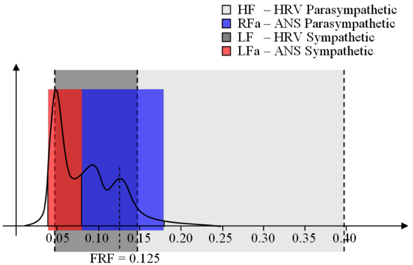 HF – HRV Parasympathetic
RFa – ANS Parasympathetic
LF – HRV Sympathetic
LFa – ANS Sympathetic
0.05 0.10 0.15 0.20 0.25 0.30 0.35 0.40
FRF = 0.125